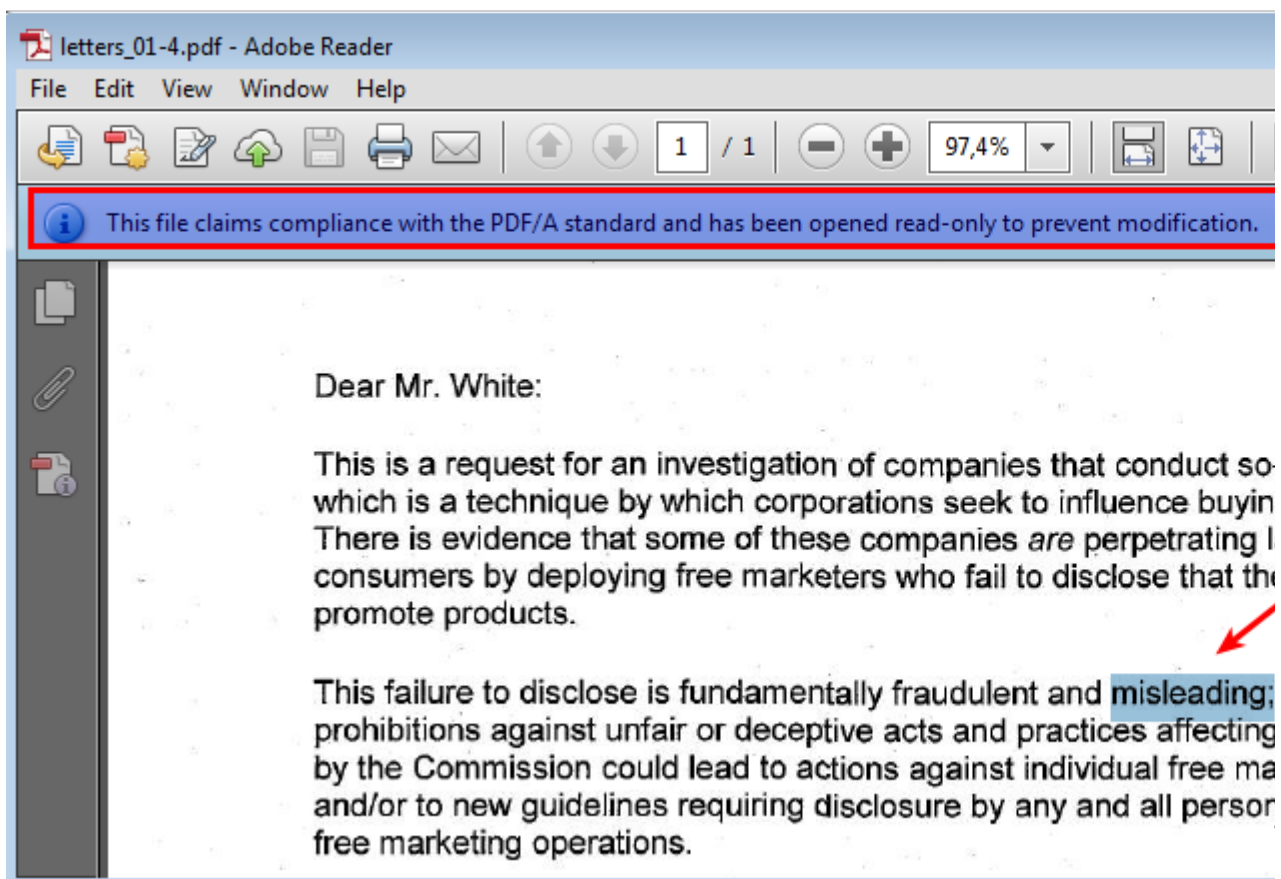 letters_01-4.pdf - Adobe Reader
File Edit View Window Help
1 / 1 97,4%
This file claims compliance with the PDF/A standard and has been opened read-only to prevent modification.
Dear Mr. White:
This is a request for an investigation of companies that conduct so-
which is a technique by which corporations seek to influence buyin
There is evidence that some of these companies are perpetrating l
consumers by deploying free marketers who fail to disclose that the
promote products.
This failure to disclose is fundamentally fraudulent and misleading;
prohibitions against unfair or deceptive acts and practices affecting
by the Commission could lead to actions against individual free ma
and/or to new guidelines requiring disclosure by any and all person
free marketing operations.